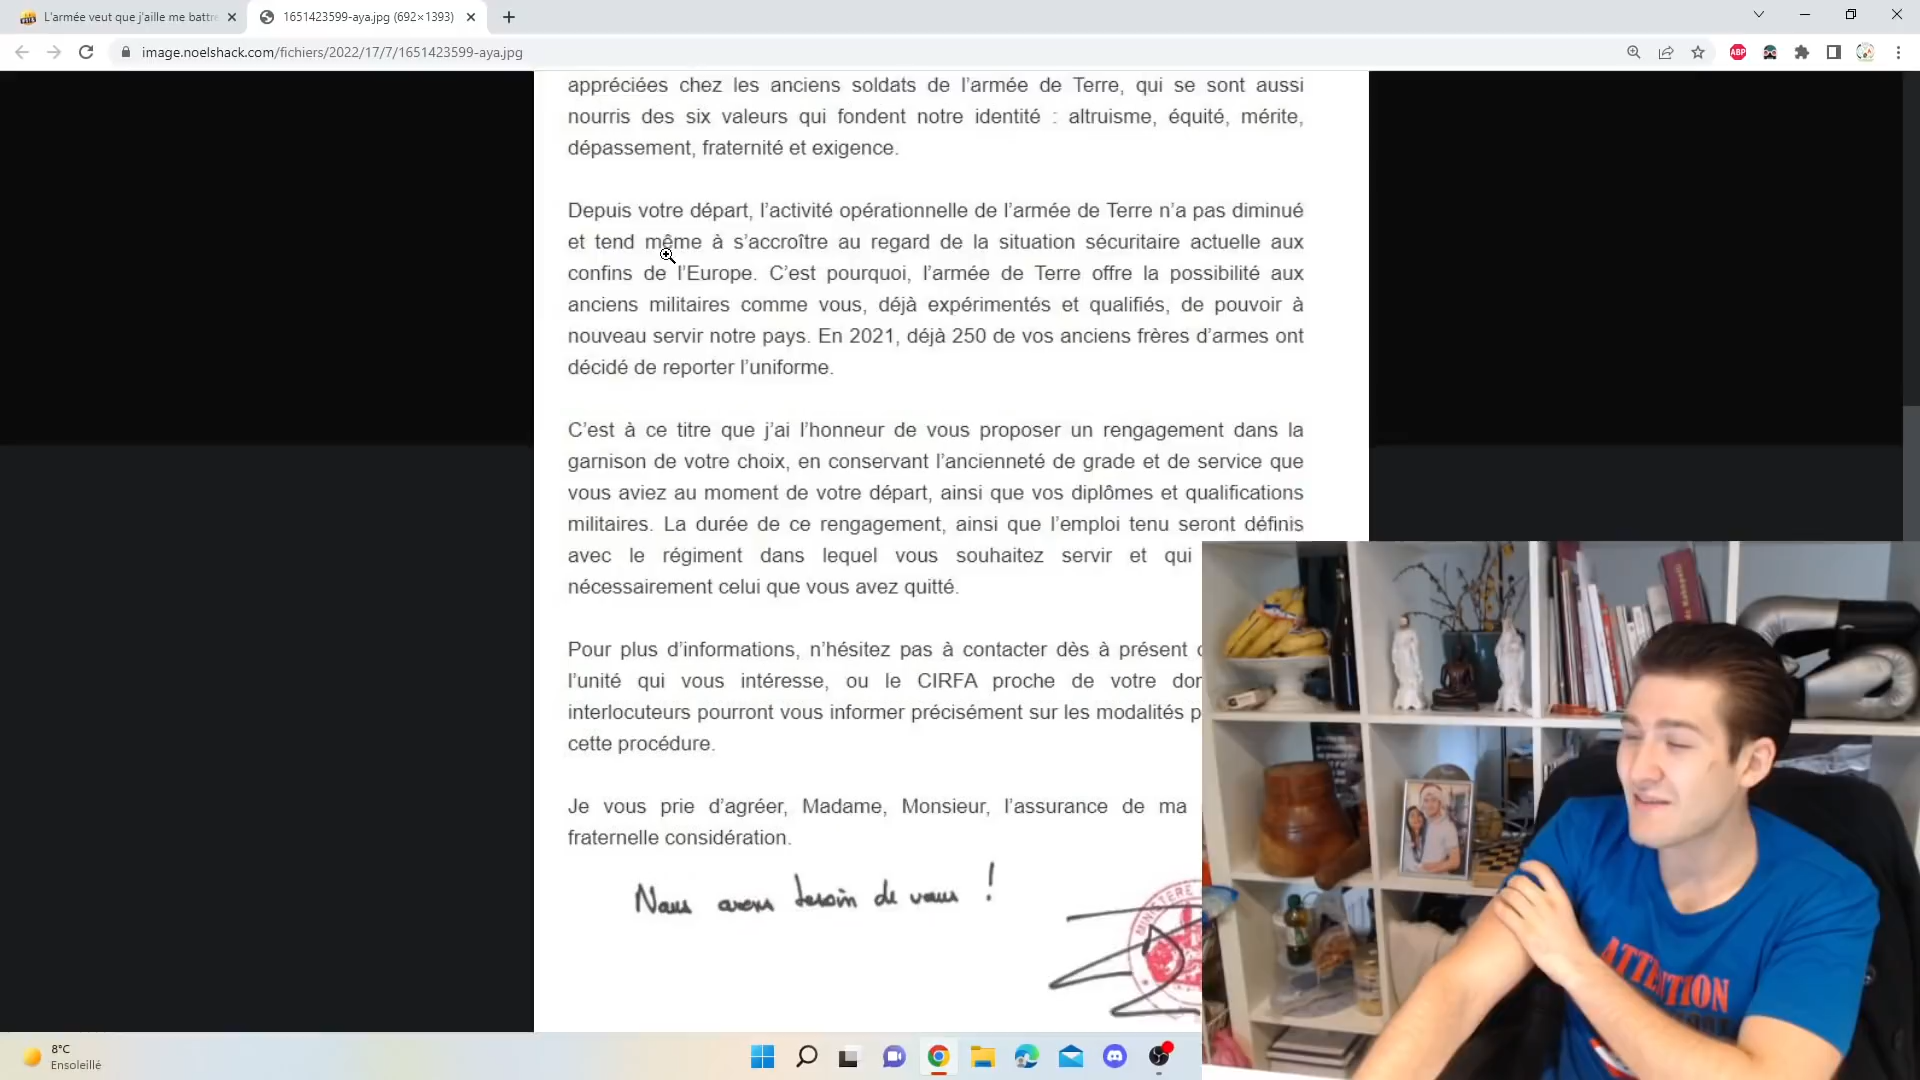 L'armée veut que j'aille me battre
1651423599-aya.jpg (692×1393)
image.noelshack.com/fichiers/2022/17/7/1651423599-aya.jpg
ABP
appréciées chez les anciens soldats de l’armée de Terre, qui se sont aussi
nourris des six valeurs qui fondent notre identité : altruisme, équité, mérite,
dépassement, fraternité et exigence.
Depuis votre départ, l’activité opérationnelle de l’armée de Terre n’a pas diminué
et tend même à s’accroître au regard de la situation sécuritaire actuelle aux
confins de l’Europe. C’est pourquoi, l’armée de Terre offre la possibilité aux
anciens militaires comme vous, déjà expérimentés et qualifiés, de pouvoir à
nouveau servir notre pays. En 2021, déjà 250 de vos anciens frères d’armes ont
décidé de reporter l’uniforme.
C’est à ce titre que j’ai l’honneur de vous proposer un rengagement dans la
garnison de votre choix, en conservant l’ancienneté de grade et de service que
vous aviez au moment de votre départ, ainsi que vos diplômes et qualifications
militaires. La durée de ce rengagement, ainsi que l’emploi tenu seront définis
avec le régiment dans lequel vous souhaitez servir et qui
nécessairement celui que vous avez quitté.
Pour plus d’informations, n’hésitez pas à contacter dès à présent
l’unité qui vous intéresse, ou le CIRFA proche de votre
interlocuteurs pourront vous informer précisément sur les modalités
cette procédure.
Je vous prie d’agréer, Madame, Monsieur, l’assurance de ma
fraternelle considération.
Nous avons besoin de vous !
MINISTERE
ATTENTION
8°C
Ensoleillé